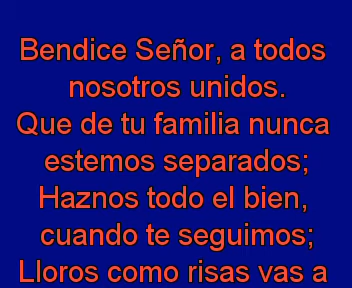 Bendice Señor, a todos
nosotros unidos.
Que de tu familia nunca
estemos separados;
Haznos todo el bien,
cuando te seguimos;
Lloros como risas vas a